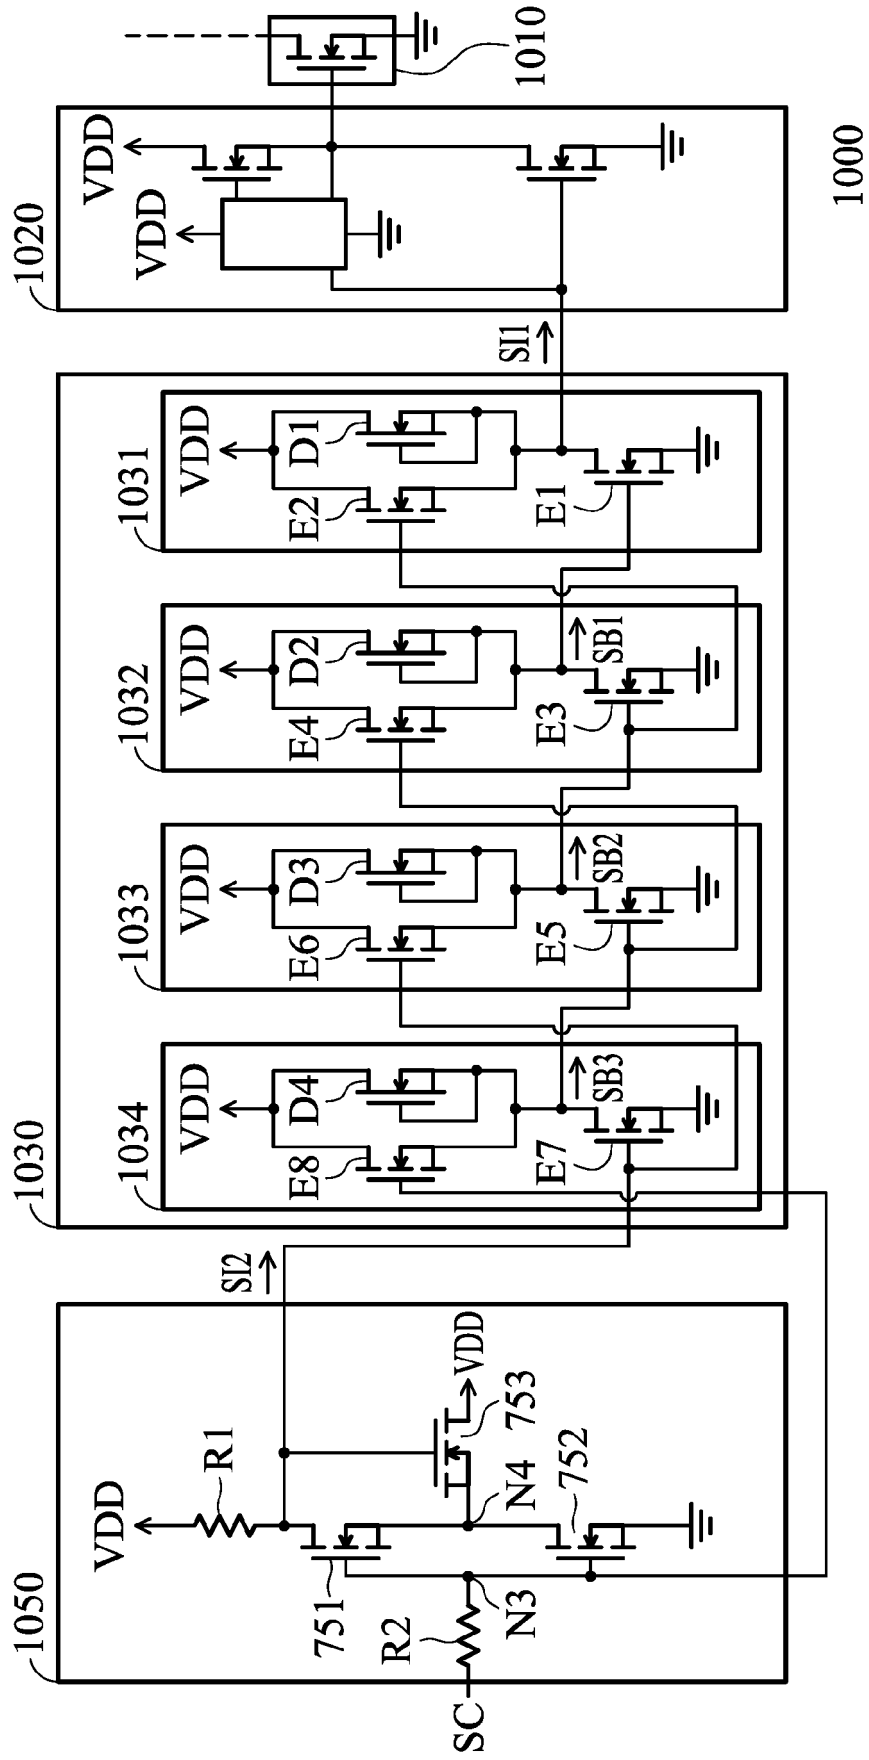 1000
1010
1020
VDD
VDD
SI1
1030
1031
VDD
E2
D1
E1
1032
VDD
E4
D2
SB1
E3
1033
VDD
E6
D3
SB2
E5
1034
VDD
E8
D4
SB3
E7
SI2
1050
VDD
R1
751
753
VDD
N4
752
N3
R2
SC